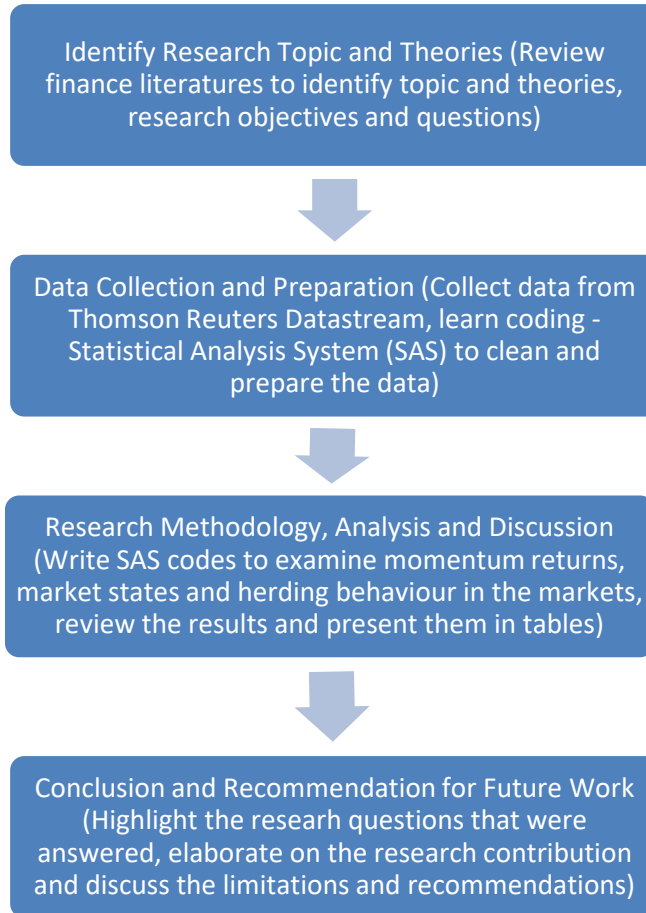 Identify Research Topic and Theories (Review
finance literatures to identify topic and theories,
research objectives and questions)
Data Collection and Preparation (Collect data from
Thomson Reuters Datastream, learn coding -
Statistical Analysis System (SAS) to clean and
prepare the data)
Research Methodology, Analysis and Discussion
(Write SAS codes to examine momentum returns,
market states and herding behaviour in the markets,
review the results and present them in tables)
Conclusion and Recommendation for Future Work
(Highlight the researh questions that were
answered, elaborate on the research contribution
and discuss the limitations and recommendations)